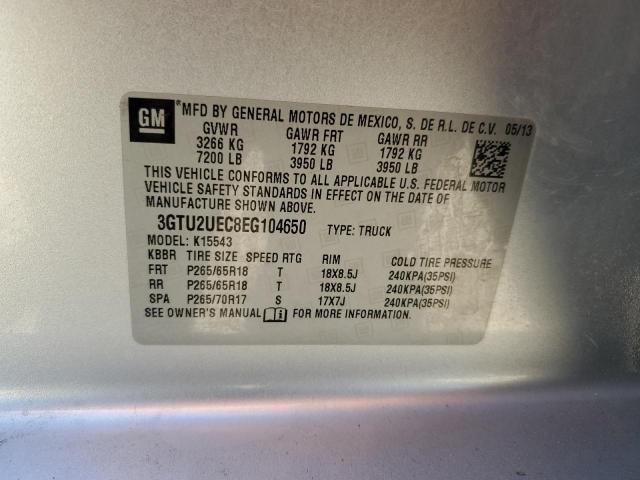 GM
*MFD BY GENERAL MOTORS DE MEXICO, S. DE R.L. DE C.V. 05/13
GVWR GAWR FRT GAWR RR
3266 KG 1792 KG 1792 KG
7200 LB 3950 LB 3950 LB
THIS VEHICLE CONFORMS TO ALL APPLICABLE U.S. FEDERAL MOTOR
VEHICLE SAFETY STANDARDS IN EFFECT ON THE DATE OF
MANUFACTURE SHOWN ABOVE.
3GTU2UEC8EG104650 TYPE: TRUCK
MODEL: K15543
KBBR TIRE SIZE SPEED RTG RIM COLD TIRE PRESSURE
FRT P265/65R18 T 18X8.5J 240KPA(35PSI)
RR P265/65R18 T 18X8.5J 240KPA(35PSI)
SPA P265/70R17 S 17X7J 240KPA(35PSI)
SEE OWNER'S MANUAL FOR MORE INFORMATION.